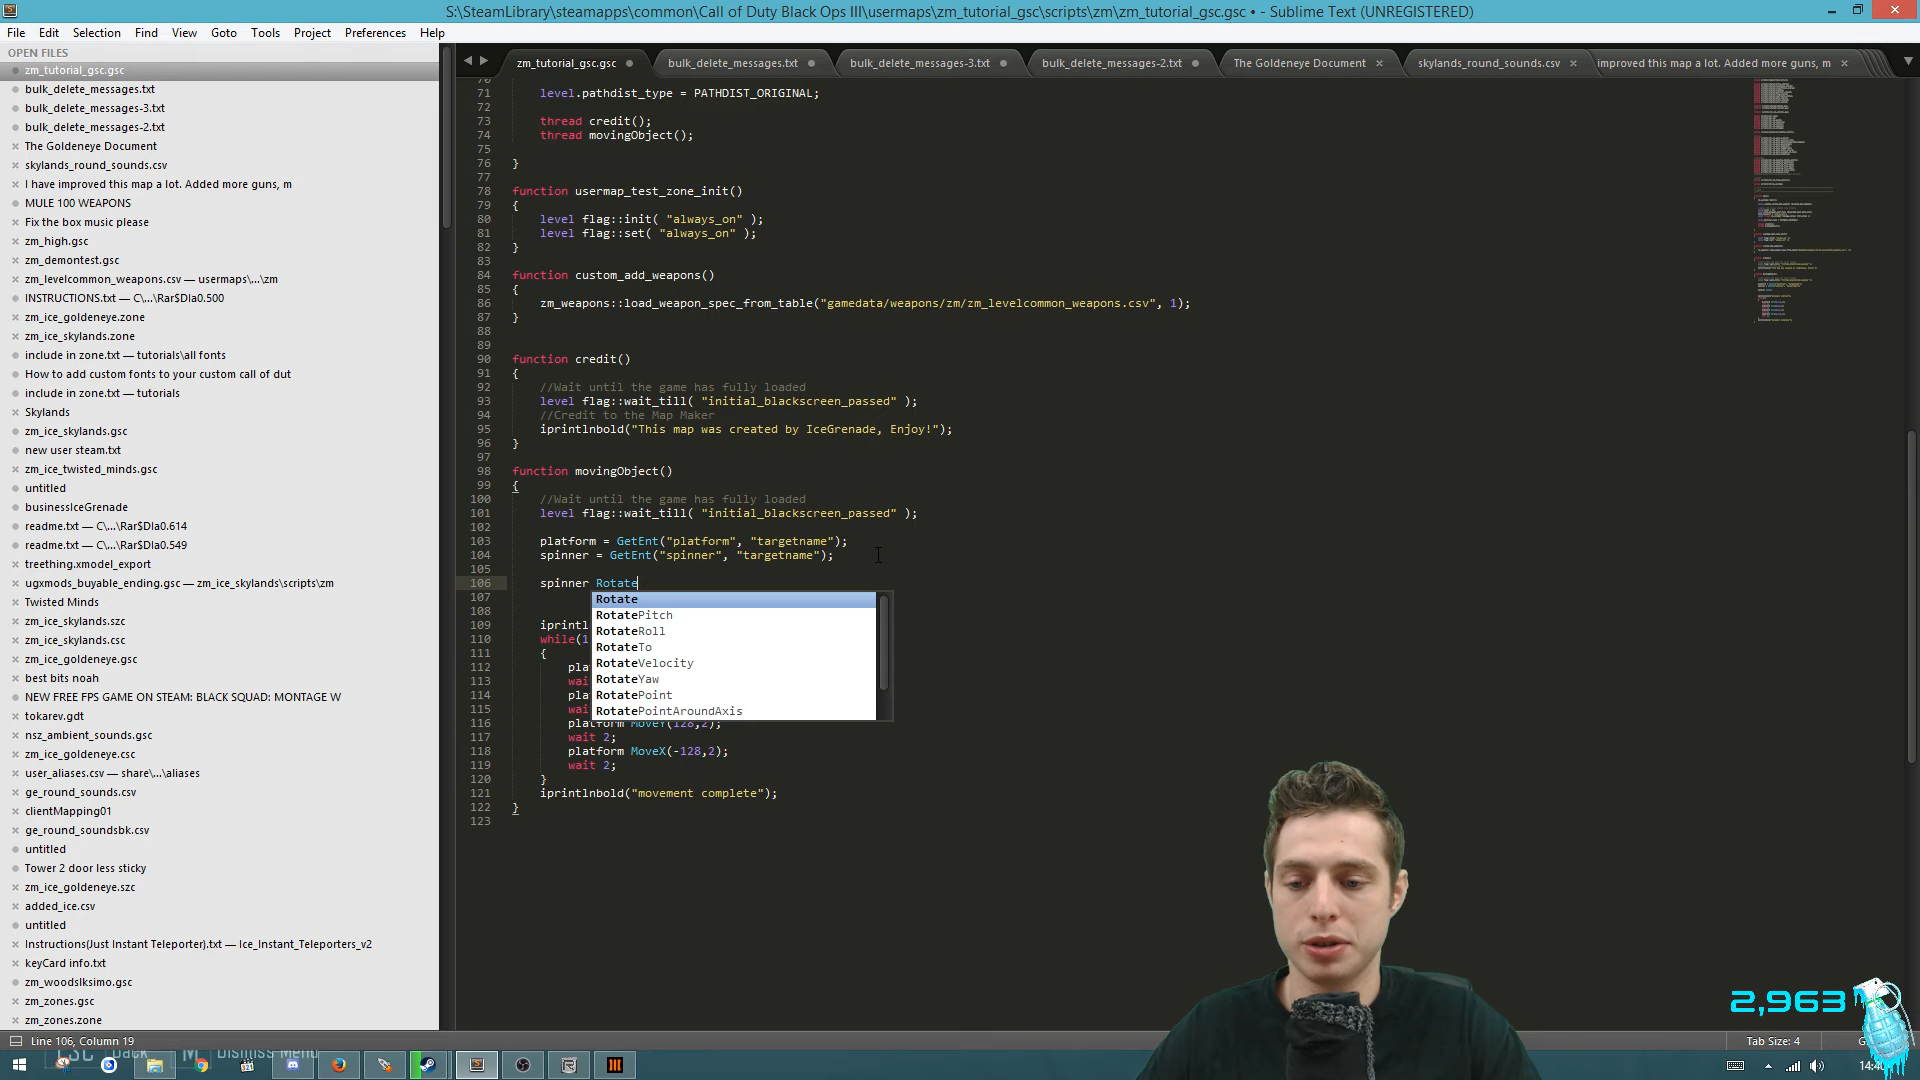 S:\SteamLibrary\steamapps\common\Call of Duty Black Ops III\usermaps\zm_tutorial_gsc\scripts\zm\zm_tutorial_gsc.gsc • - Sublime Text (UNREGISTERED)
File Edit Selection Find View Goto Tools Project Preferences Help
OPEN FILES
zm_tutorial_gsc.gsc
bulk_delete_messages.txt
bulk_delete_messages-3.txt
bulk_delete_messages-2.txt
The Goldeneye Document
skylands_round_sounds.csv
I have improved this map a lot. Added more guns, m
MULE 100 WEAPONS
Fix the box music please
zm_high.gsc
zm_demontest.gsc
zm_levelcommon_weapons.csv — usermaps\...\zm
INSTRUCTIONS.txt — C\...\Rar$DIa0.500
zm_ice_goldeneye.zone
zm_ice_skylands.zone
include in zone.txt — tutorials\all fonts
How to add custom fonts to your custom call of dut
include in zone.txt — tutorials
Skylands
zm_ice_skylands.gsc
new user steam.txt
zm_ice_twisted_minds.gsc
untitled
businessIceGrenade
readme.txt — C\...\Rar$DIa0.614
readme.txt — C\...\Rar$DIa0.549
treething.xmodel_export
ugxmods_buyable_ending.gsc — zm_ice_skylands\scripts\zm
Twisted Minds
zm_ice_skylands.szc
zm_ice_skylands.csc
zm_ice_goldeneye.gsc
best bits noah
NEW FREE FPS GAME ON STEAM: BLACK SQUAD: MONTAGE W
tokarev.gdt
nsz_ambient_sounds.gsc
zm_ice_goldeneye.csc
user_aliases.csv — share\...\aliases
ge_round_sounds.csv
clientMapping01
ge_round_soundsbk.csv
untitled
Tower 2 door less sticky
zm_ice_goldeneye.szc
added_ice.csv
untitled
Instructions(Just Instant Teleporter).txt — Ice_Instant_Teleporters_v2
keyCard info.txt
zm_woodslksimo.gsc
zm_zones.gsc
zm_zones.zone
zm_tutorial_gsc.gsc bulk_delete_messages.txt bulk_delete_messages-3.txt bulk_delete_messages-2.txt The Goldeneye Document skylands_round_sounds.csv improved this map a lot. Added more guns, m
70
71 level.pathdist_type = PATHDIST_ORIGINAL;
72
73 thread credit();
74 thread movingObject();
75
76 }
77
78 function usermap_test_zone_init()
79 {
80 level flag::init( "always_on" );
81 level flag::set( "always_on" );
82 }
83
84 function custom_add_weapons()
85 {
86 zm_weapons::load_weapon_spec_from_table("gamedata/weapons/zm/zm_levelcommon_weapons.csv", 1);
87 }
88
89
90 function credit()
91 {
92 //Wait until the game has fully loaded
93 level flag::wait_till( "initial_blackscreen_passed" );
94 //Credit to the Map Maker
95 iprintlnbold("This map was created by IceGrenade, Enjoy!");
96 }
97
98 function movingObject()
99 {
100 //Wait until the game has fully loaded
101 level flag::wait_till( "initial_blackscreen_passed" );
102
103 platform = GetEnt("platform", "targetname");
104 spinner = GetEnt("spinner", "targetname");
105
106 spinner Rotate
107
108
109 iprintl
110 while(1
111 {
112 pla
113 wai
114 pla
115 wai
116 platform MoveY(128,2);
117 wait 2;
118 platform MoveX(-128,2);
119 wait 2;
120 }
121 iprintlnbold("movement complete");
122 }
123
Rotate
RotatePitch
RotateRoll
RotateTo
RotateVelocity
RotateYaw
RotatePoint
RotatePointAroundAxis
2,963
Line 106, Column 19
Tab Size: 4
Back M Dismiss Menu